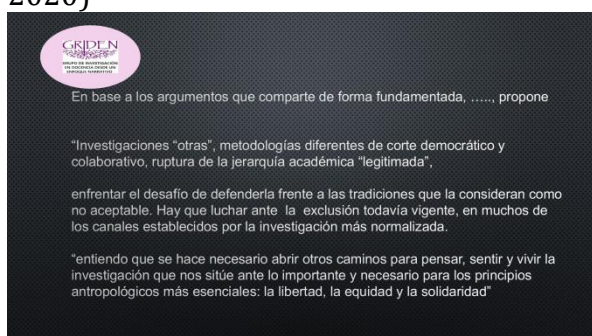 2020)
GRIDEN
GRUPO DE INVESTIGACIÓN
EN DOCENCIA DESDE UN
ENFOQUE NARRATIVO
En base a los argumentos que comparte de forma fundamentada, ....., propone
“Investigaciones “otras”, metodologías diferentes de corte democrático y
colaborativo, ruptura de la jerarquía académica “legitimada”,
enfrentar el desafío de defenderla frente a las tradiciones que la consideran como
no aceptable. Hay que luchar ante la exclusión todavía vigente, en muchos de
los canales establecidos por la investigación más normalizada.
“entiendo que se hace necesario abrir otros caminos para pensar, sentir y vivir la
investigación que nos sitúe ante lo importante y necesario para los principios
antropológicos más esenciales: la libertad, la equidad y la solidaridad”